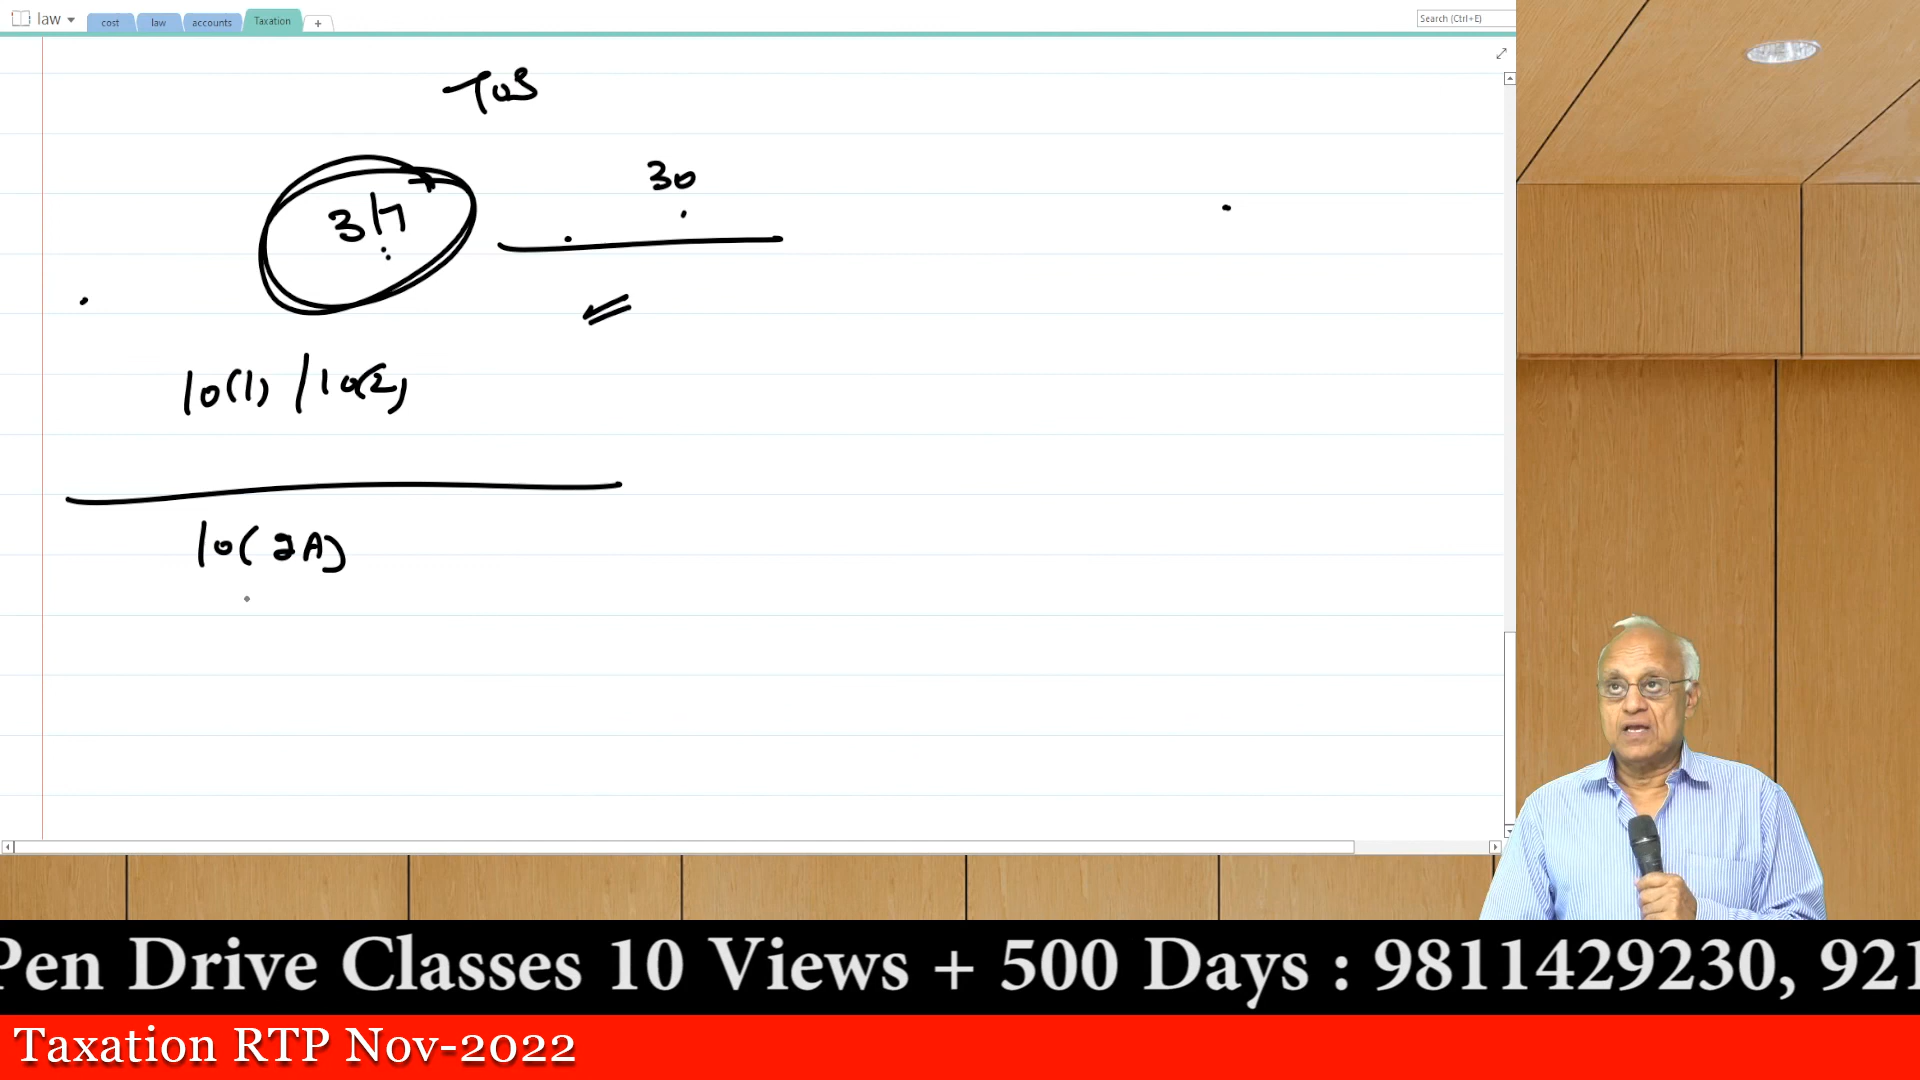 law
cost
law
accounts
Taxation
+
Search (Ctrl+E)
TDS
30
10(1) / 10(2)
10(2A)
Pen Drive Classes 10 Views + 500 Days : 9811429230, 921
Taxation RTP Nov-2022